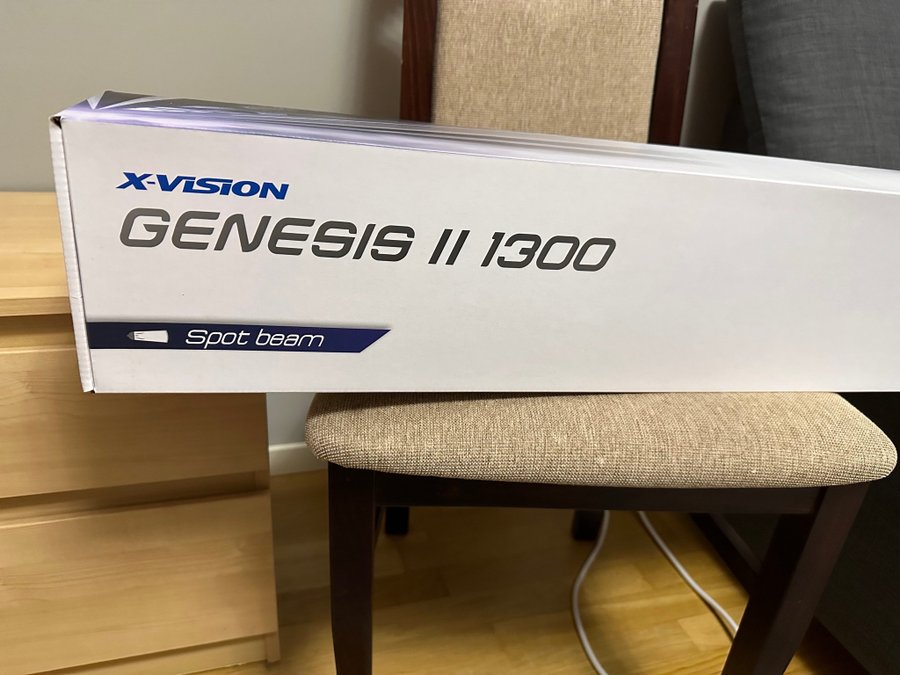 X-VISION
GENESIS II 1300
Spot beam